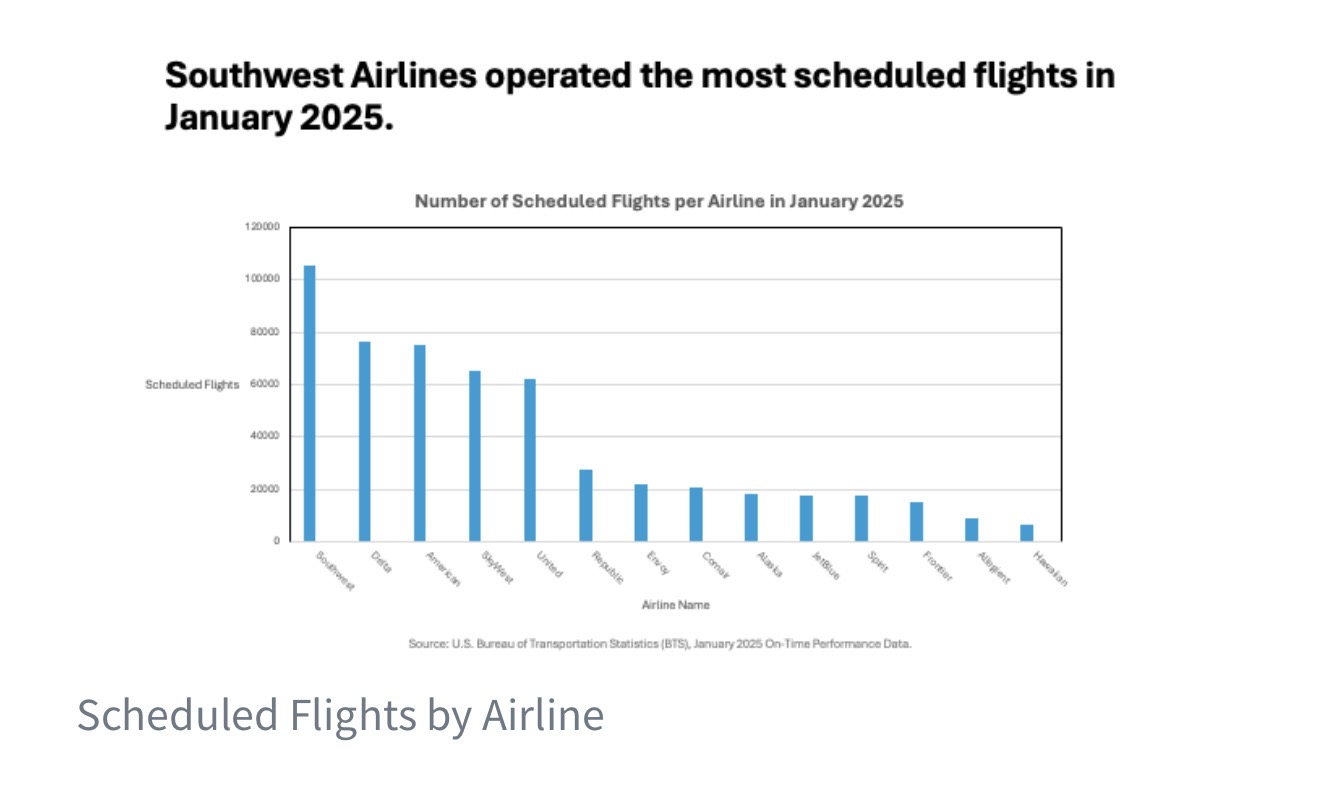 Southwest Airlines operated the most scheduled flights in
January 2025.
Number of Scheduled Flights per Airline in January 2025
120000
100000
80000
Scheduled Flights 60000
40000
20000
0
Southwest
Delta
American
SkyWest
United
Republic
Envoy
Comair
Alaska
JetBlue
Spirit
Frontier
Allegient
Hawaiian
Airline Name
Source: U.S. Bureau of Transportation Statistics (BTS), January 2025 On-Time Performance Data.
Scheduled Flights by Airline